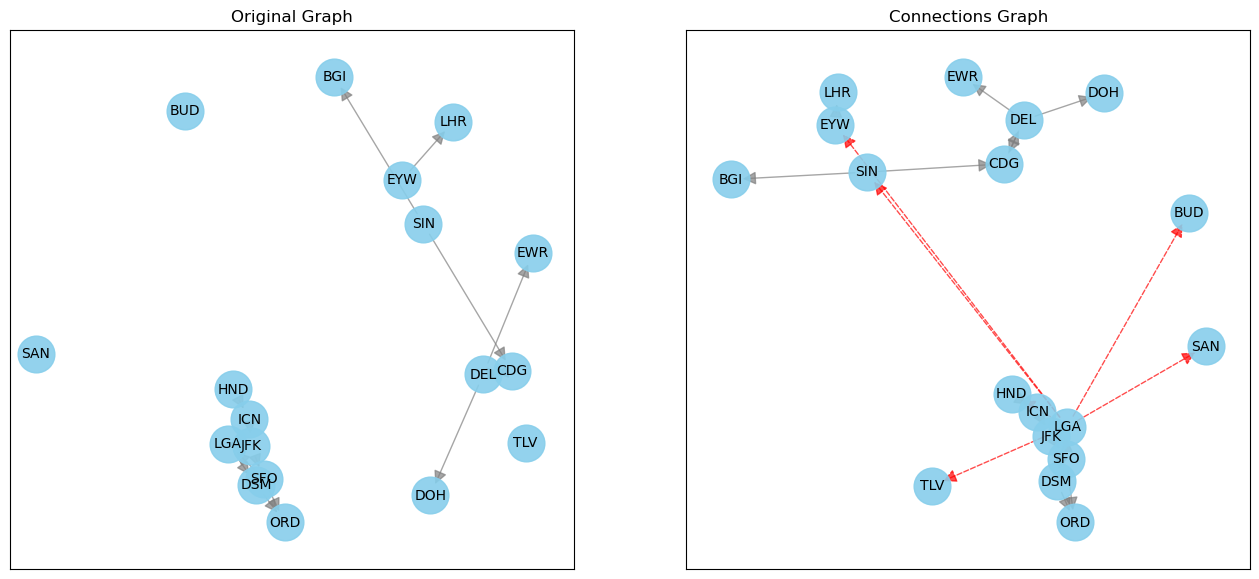 Original Graph
BGI
BUD
LHR
EYW
SIN
EWR
SAN
DEL
CDG
HND
ICN
LGA
JFK
TLV
SFO
DSM
DOH
ORD
Connections Graph
EWR
LHR
DOH
DEL
EYW
CDG
SIN
BGI
BUD
SAN
HND
ICN
LGA
JFK
SFO
DSM
TLV
ORD